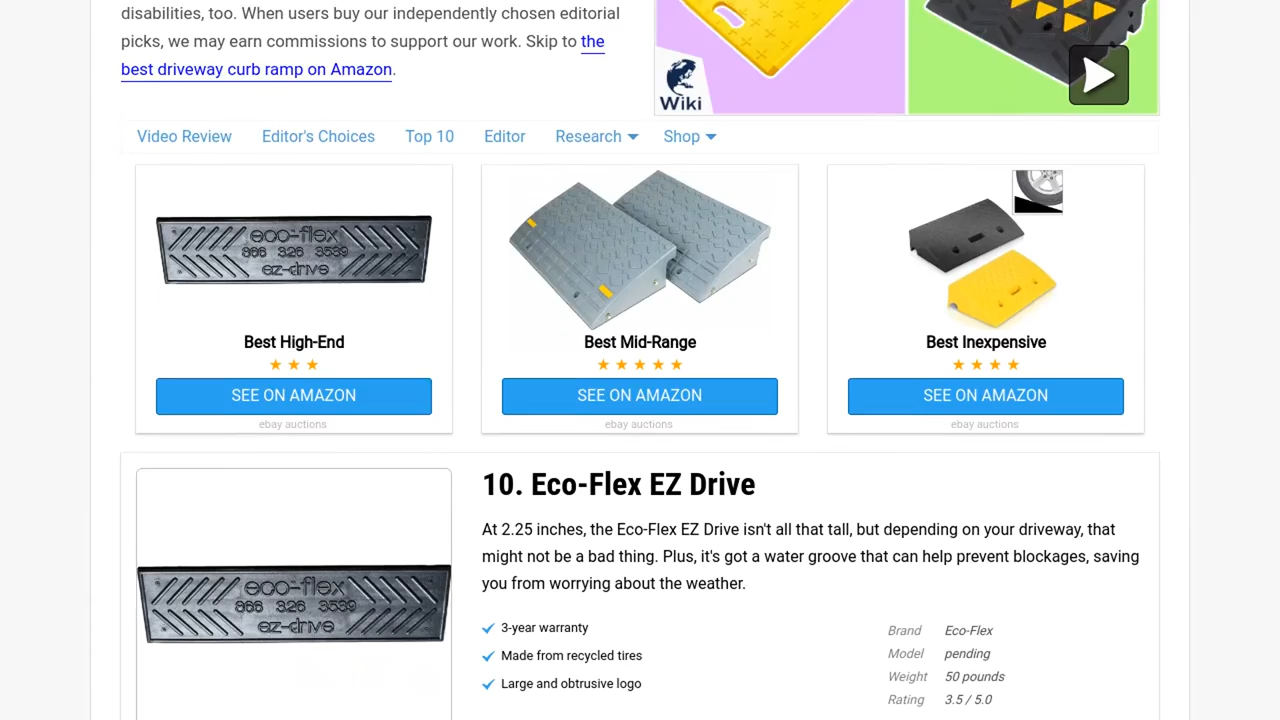 disabilities, too. When users buy our independently chosen editorial
picks, we may earn commissions to support our work. Skip to the
best driveway curb ramp on Amazon.
Wiki
Video Review Editor's Choices Top 10 Editor Research Shop
eco-flex
866 326 3539
ez-drive
Best High-End
SEE ON AMAZON
ebay auctions
Best Mid-Range
SEE ON AMAZON
ebay auctions
Best Inexpensive
SEE ON AMAZON
ebay auctions
eco-flex
866 326 3539
ez-drive
10. Eco-Flex EZ Drive
At 2.25 inches, the Eco-Flex EZ Drive isn't all that tall, but depending on your driveway, that
might not be a bad thing. Plus, it's got a water groove that can help prevent blockages, saving
you from worrying about the weather.
3-year warranty
Made from recycled tires
Large and obtrusive logo
Brand Eco-Flex
Model pending
Weight 50 pounds
Rating 3.5 / 5.0